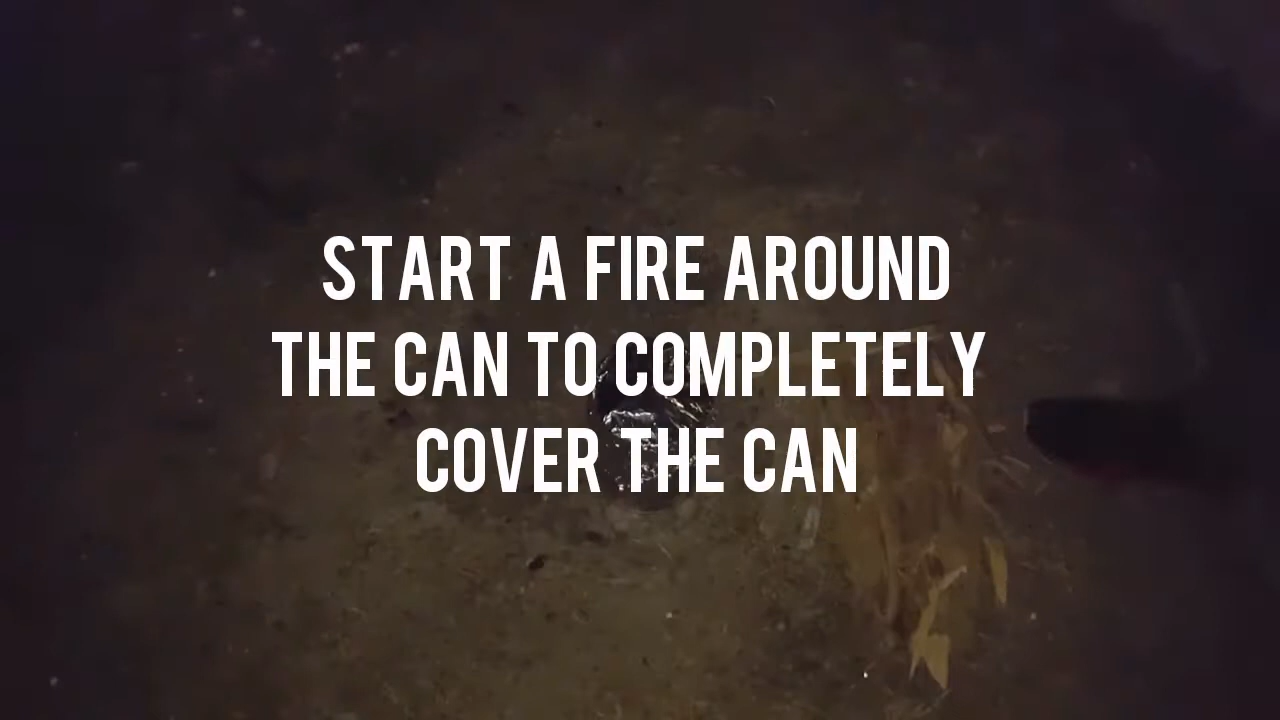 START A FIRE AROUND
THE CAN TO COMPLETELY
COVER THE CAN